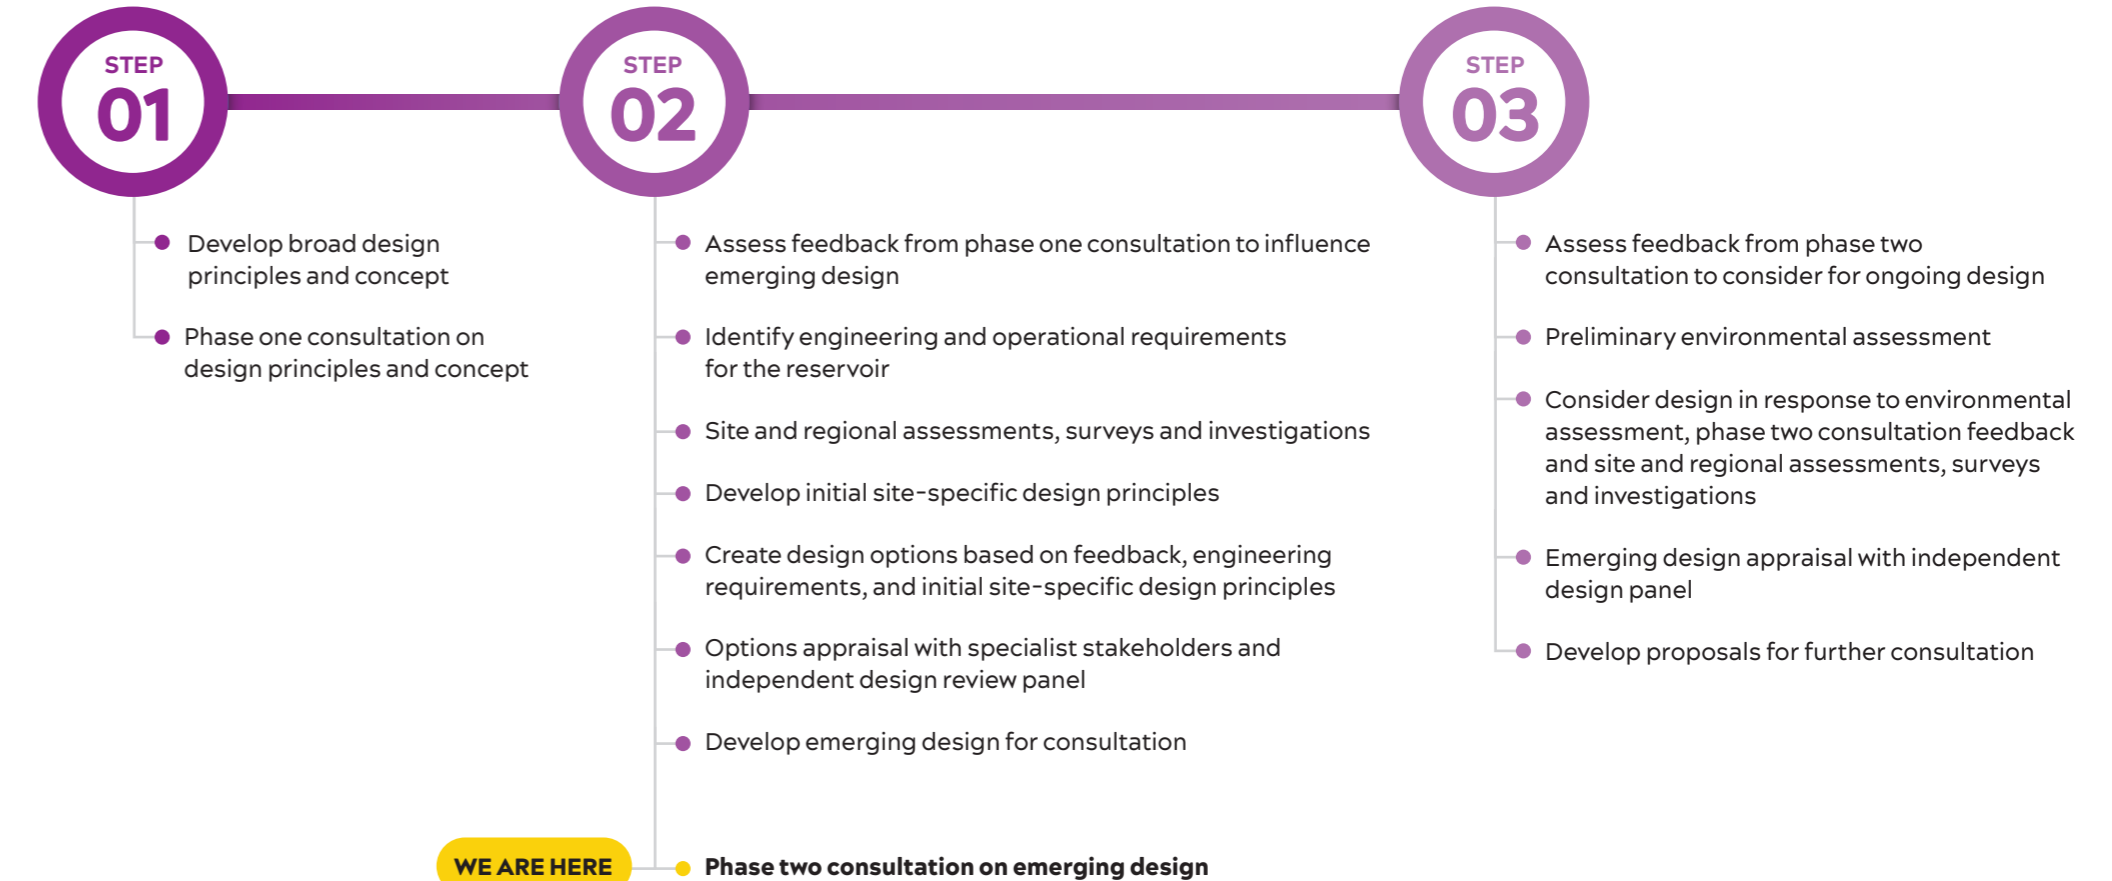 STEP
01
Develop broad design
principles and concept
Phase one consultation on
design principles and concept
STEP
02
Assess feedback from phase one consultation to influence
emerging design
Identify engineering and operational requirements
for the reservoir
Site and regional assessments, surveys and investigations
Develop initial site-specific design principles
Create design options based on feedback, engineering
requirements, and initial site-specific design principles
Options appraisal with specialist stakeholders and
independent design review panel
Develop emerging design for consultation
WE ARE HERE
Phase two consultation on emerging design
STEP
03
Assess feedback from phase two
consultation to consider for ongoing design
Preliminary environmental assessment
Consider design in response to environmental
assessment, phase two consultation feedback
and site and regional assessments, surveys
and investigations
Emerging design appraisal with independent
design panel
Develop proposals for further consultation